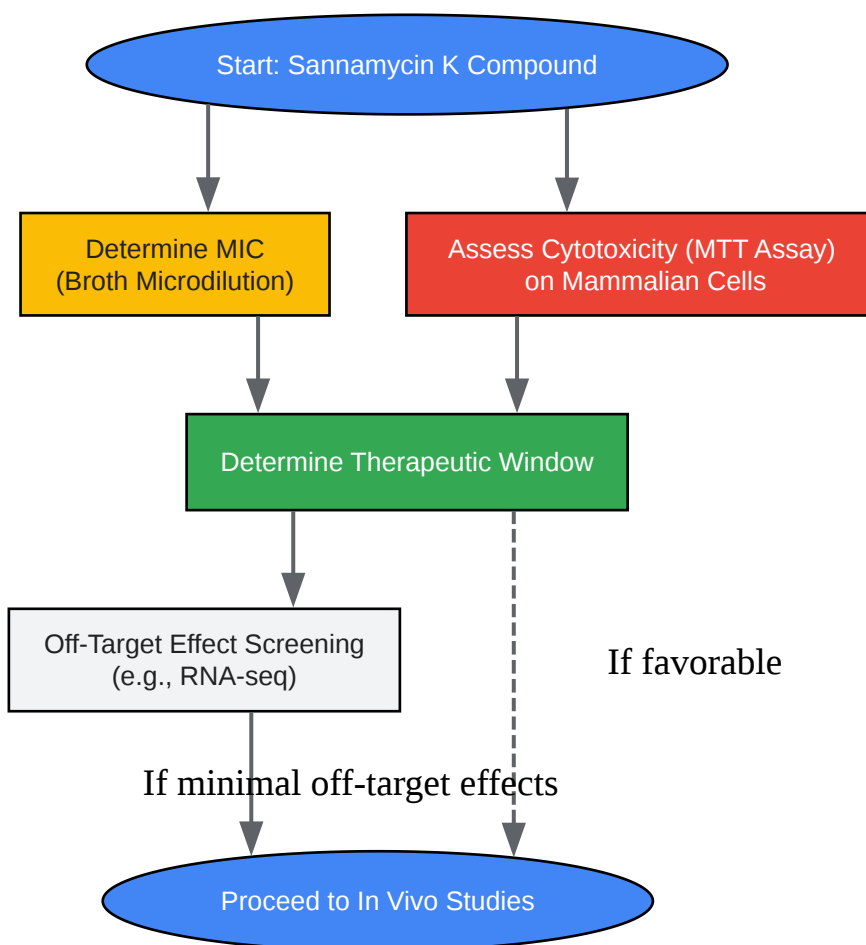 Start: Sannamycin K Compound
Determine MIC
(Broth Microdilution)
Assess Cytotoxicity (MTT Assay)
on Mammalian Cells
Determine Therapeutic Window
Off-Target Effect Screening
(e.g., RNA-seq)
If favorable
If minimal off-target effects
Proceed to In Vivo Studies